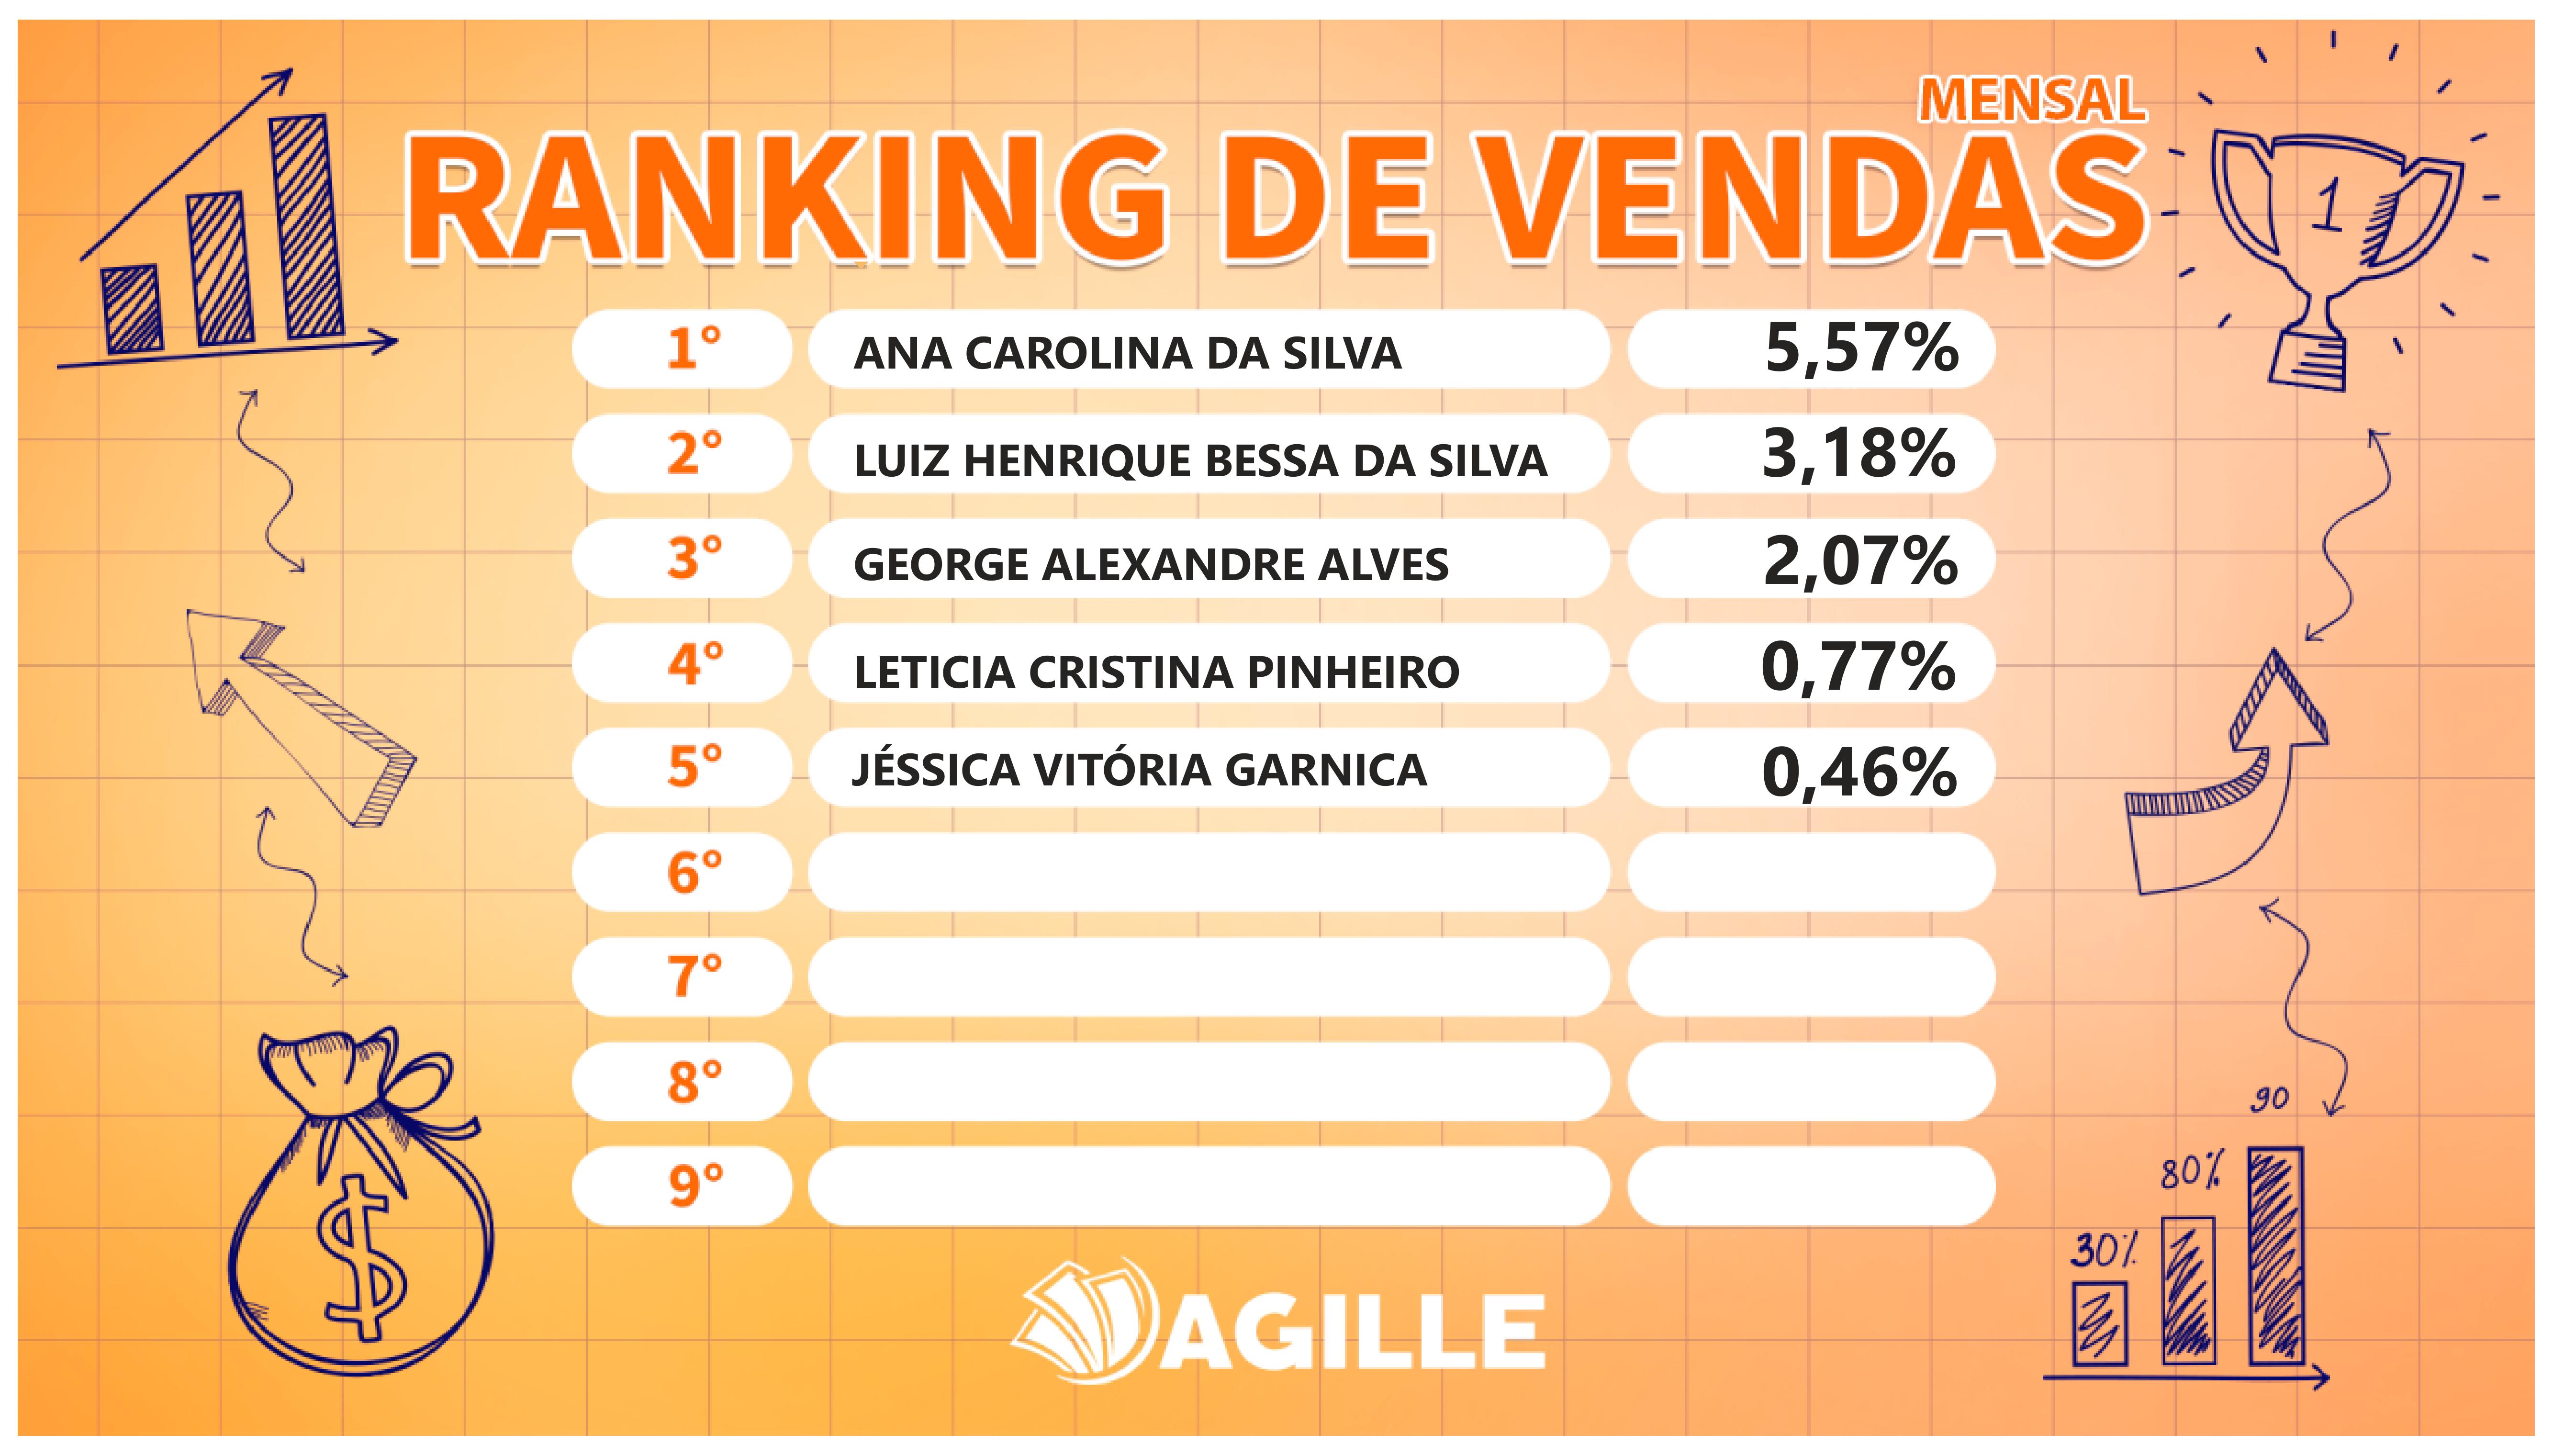 MENSAL
RANKING DE VENDAS
1
1° ANA CAROLINA DA SILVA 5,57%
2° LUIZ HENRIQUE BESSA DA SILVA 3,18%
3° GEORGE ALEXANDRE ALVES 2,07%
4° LETICIA CRISTINA PINHEIRO 0,77%
5° JÉSSICA VITÓRIA GARNICA 0,46%
6°
7°
8°
9°
90
80%
30%
$
AGILLE